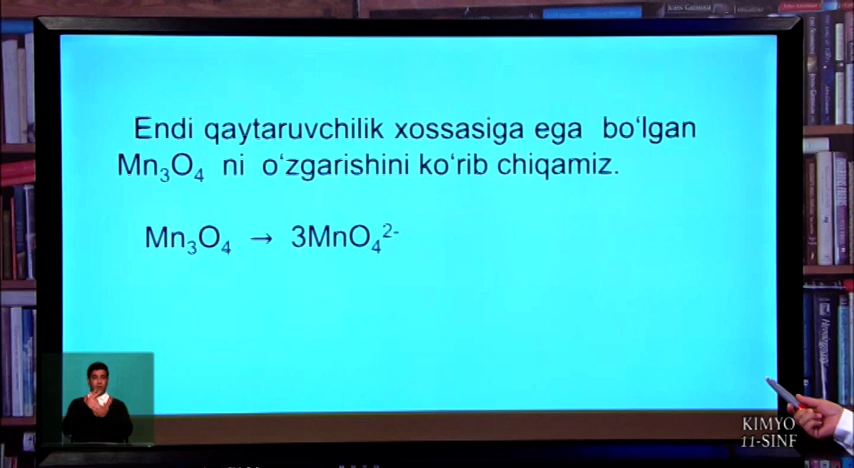 Endi qaytaruvchilik xossasiga ega bo‘lgan
Mn₃O₄ ni o‘zgarishini ko‘rib chiqamiz.
Mn₃O₄ → 3MnO₄²⁻
KIMYO
11-SINF